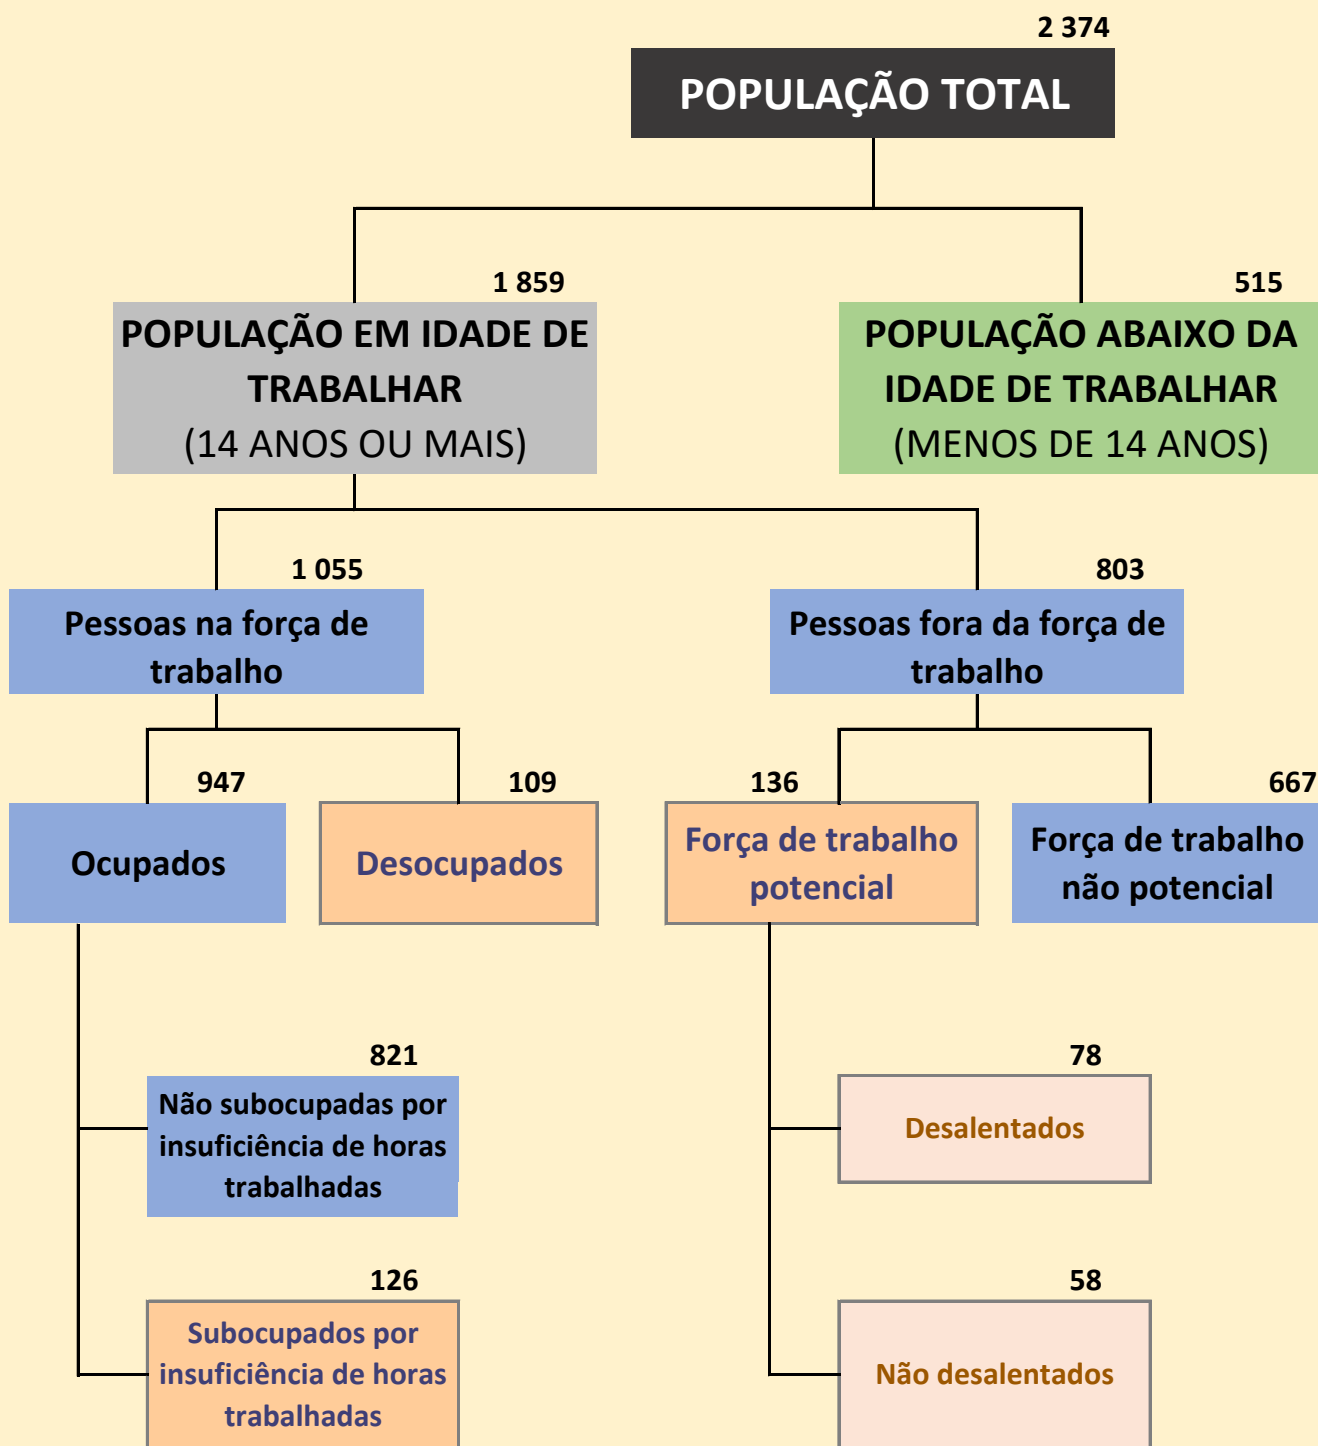 2 374
POPULAÇÃO TOTAL
1 859
POPULAÇÃO EM IDADE DE
TRABALHAR
(14 ANOS OU MAIS)
515
POPULAÇÃO ABAIXO DA
IDADE DE TRABALHAR
(MENOS DE 14 ANOS)
1 055
Pessoas na força de
trabalho
803
Pessoas fora da força de
trabalho
947
Ocupados
109
Desocupados
136
Força de trabalho
potencial
667
Força de trabalho
não potencial
821
Não subocupadas por
insuficiência de horas
trabalhadas
78
Desalentados
126
Subocupados por
insuficiência de horas
trabalhadas
58
Não desalentados